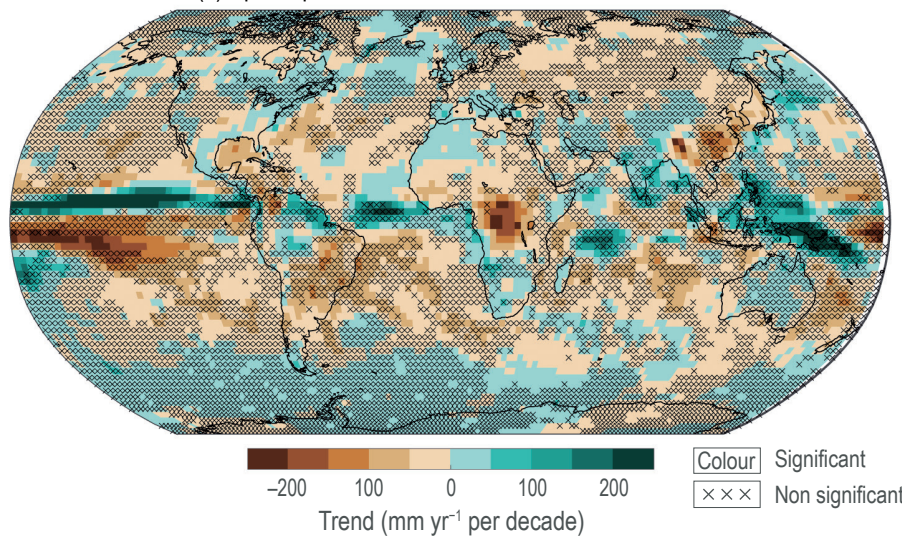 –200 100 0 100 200
Trend (mm yr⁻¹ per decade)
Colour Significant
××× Non significant